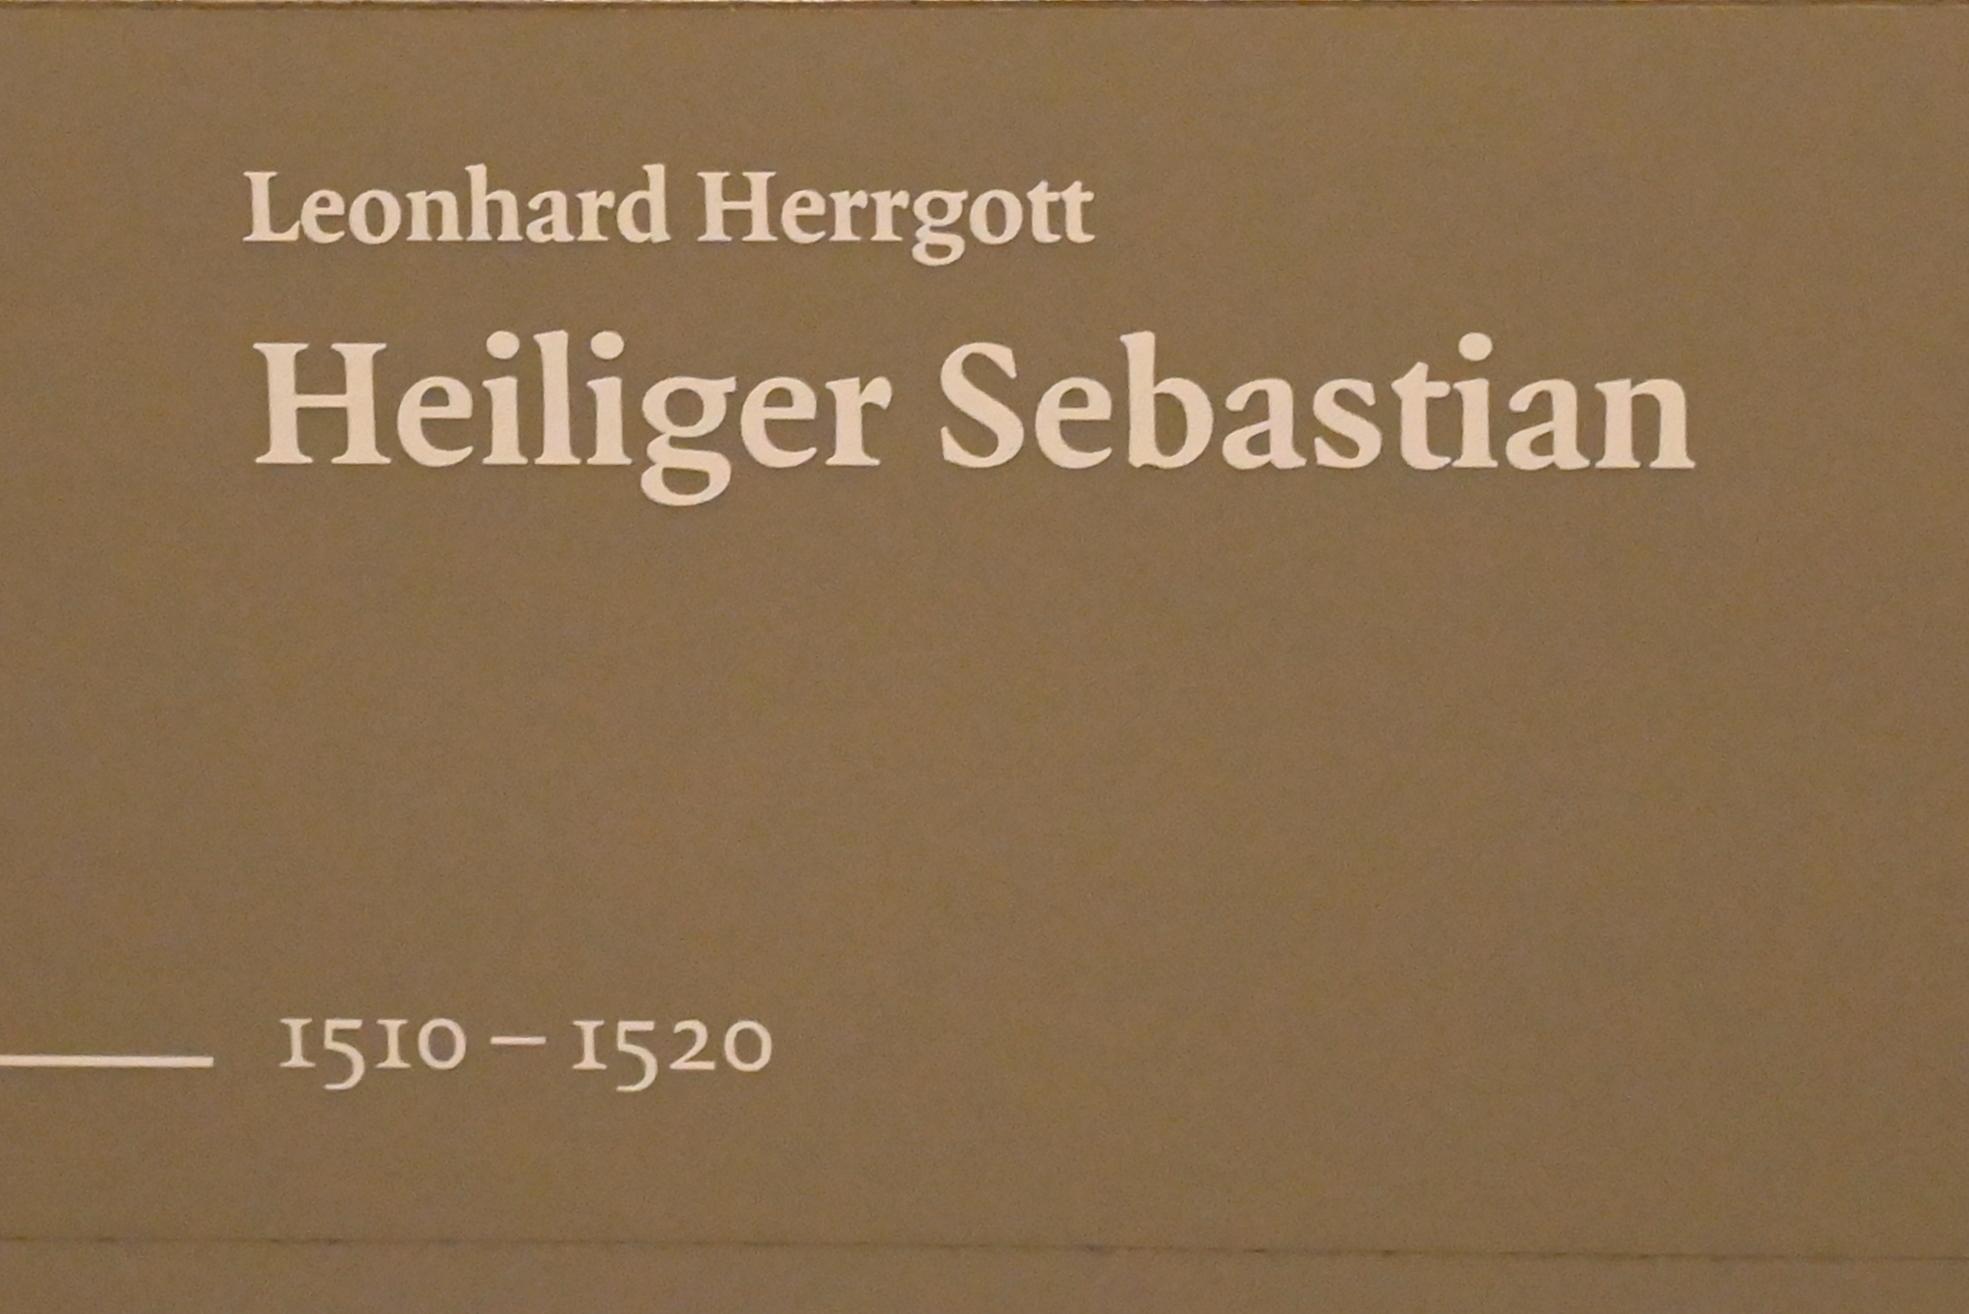 Leonhard Herrgott
Heiliger Sebastian
1510 – 1520